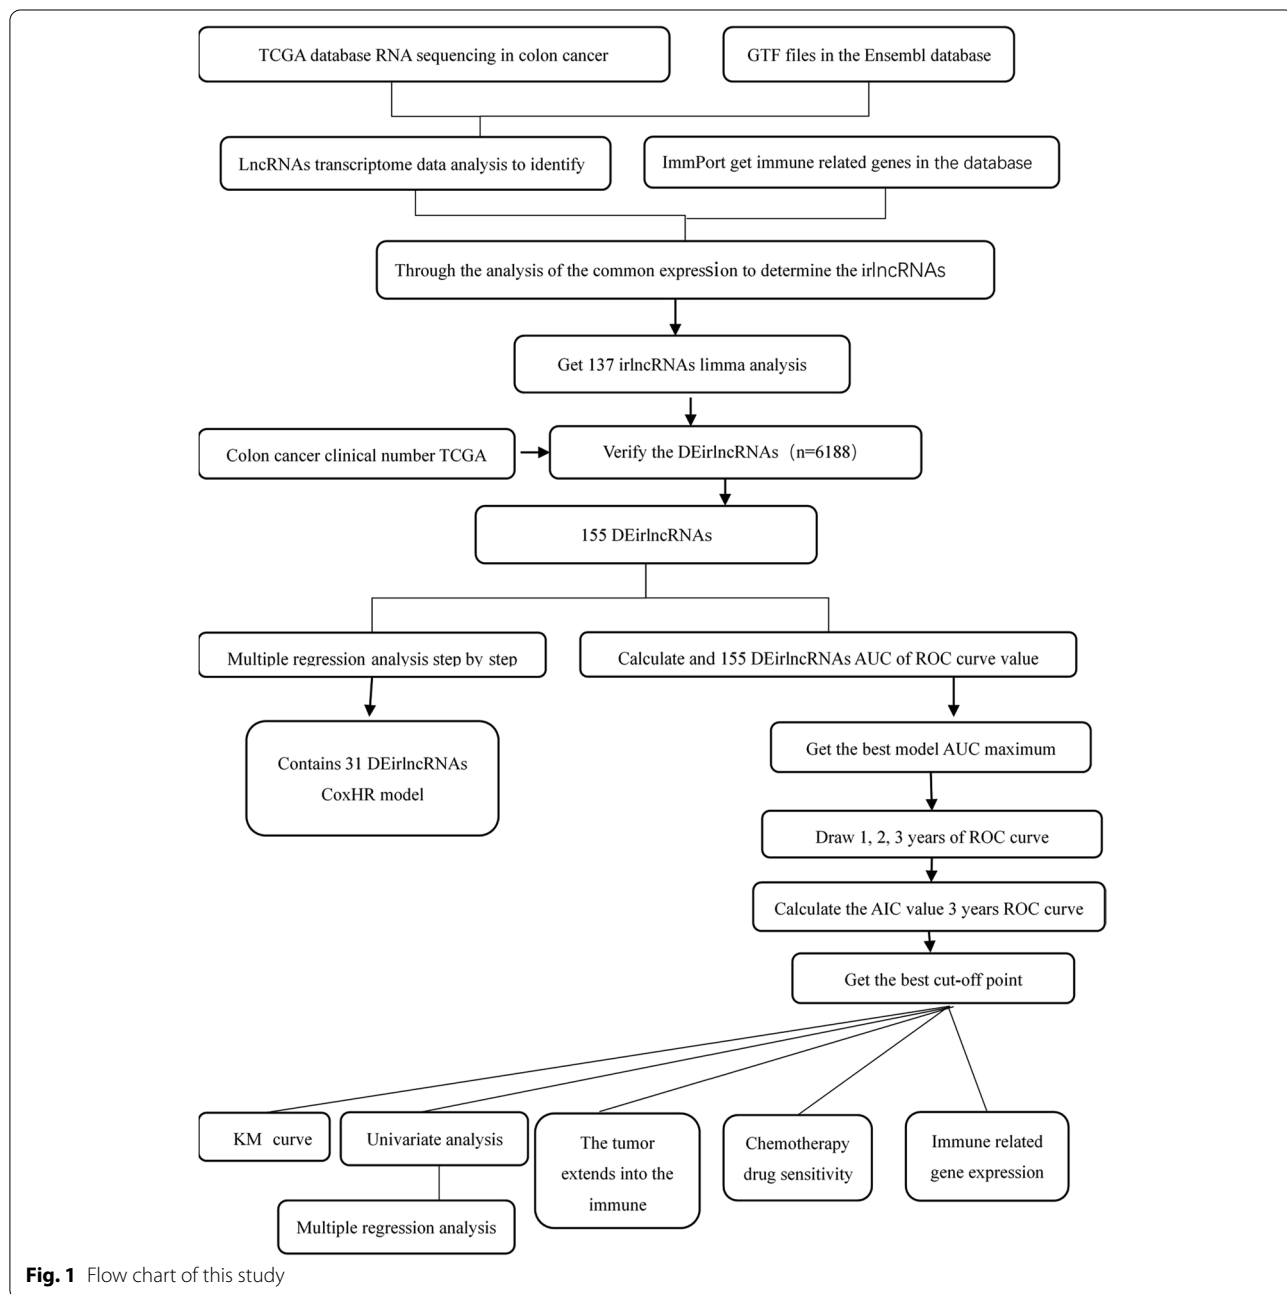 TCGA database RNA sequencing in colon cancer
GTF files in the Ensembl database
LncRNAs transcriptome data analysis to identify
ImmPort get immune related genes in the database
Through the analysis of the common expression to determine the irlncRNAs
Get 137 irlncRNAs limma analysis
Colon cancer clinical number TCGA
Verify the DEirlncRNAs（n=6188）
155 DEirlncRNAs
Multiple regression analysis step by step
Calculate and 155 DEirlncRNAs AUC of ROC curve value
Contains 31 DEirlncRNAs
CoxHR model
Get the best model AUC maximum
Draw 1, 2, 3 years of ROC curve
Calculate the AIC value 3 years ROC curve
Get the best cut-off point
KM curve
Univariate analysis
Multiple regression analysis
The tumor
extends into the
immune
Chemotherapy
drug sensitivity
Immune related
gene expression
Fig. 1 Flow chart of this study